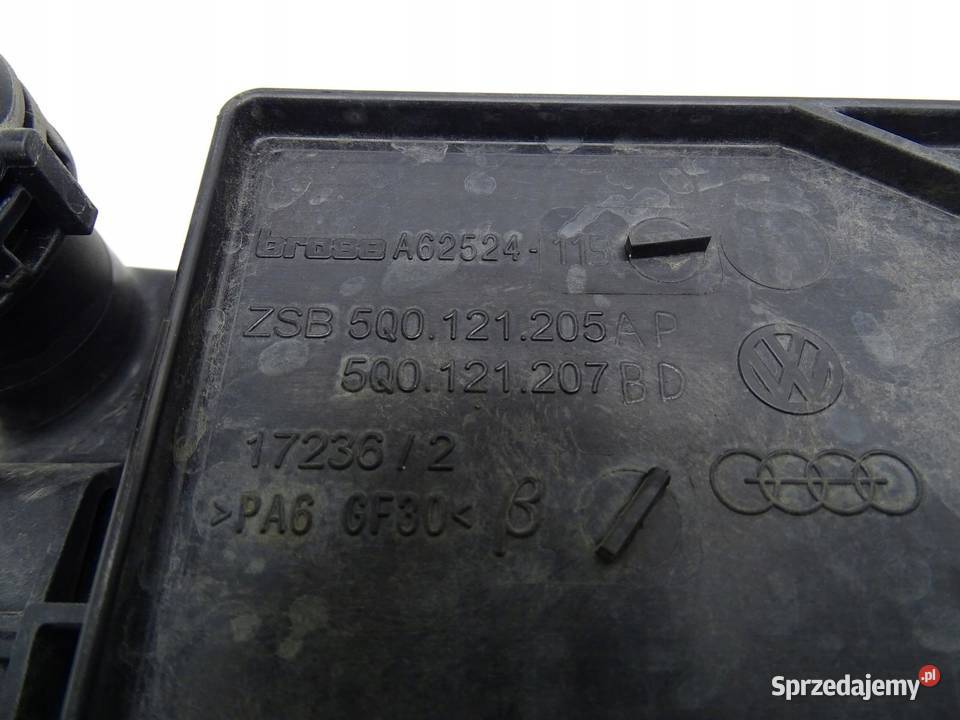 brose A62524-115
ZSB 5Q0.121.205 AP
5Q0.121.207 BD
17236/2
>PA6 GF30< β
Sprzedajemy.pl